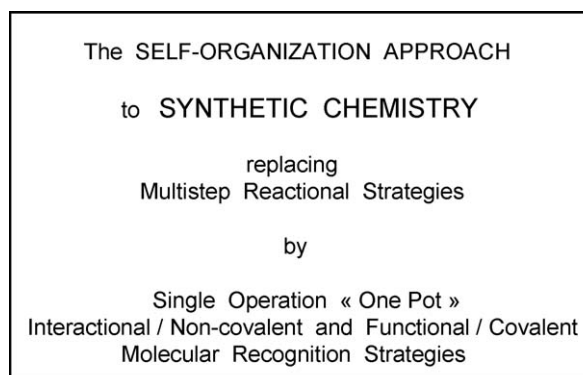 The SELF-ORGANIZATION APPROACH
to SYNTHETIC CHEMISTRY
replacing
Multistep Reactional Strategies
by
Single Operation « One Pot »
Interactional / Non-covalent and Functional / Covalent
Molecular Recognition Strategies